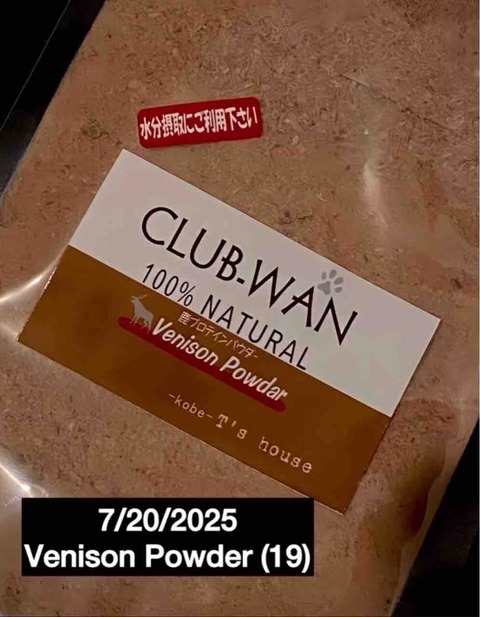 水分摂取にご利用下さい
CLUB-WAN
100% NATURAL
鹿プロテインパウダー
Venison Powdar
-kobe- T's house
7/20/2025
Venison Powder (19)